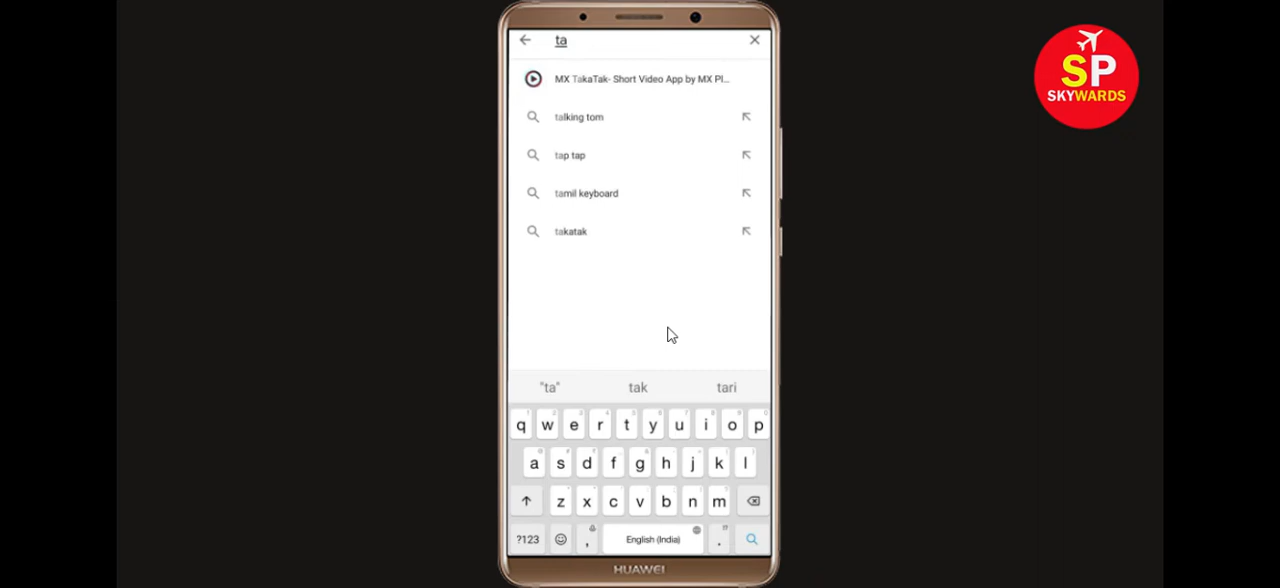 ta
MX TakaTak- Short Video App by MX Pl...
talking tom
tap tap
tamil keyboard
takatak
"ta" tak tari
q w e r t y u i o p
a s d f g h j k l
z x c v b n m
?123 , English (India) .
HUAWEI
SP
SKYWARDS